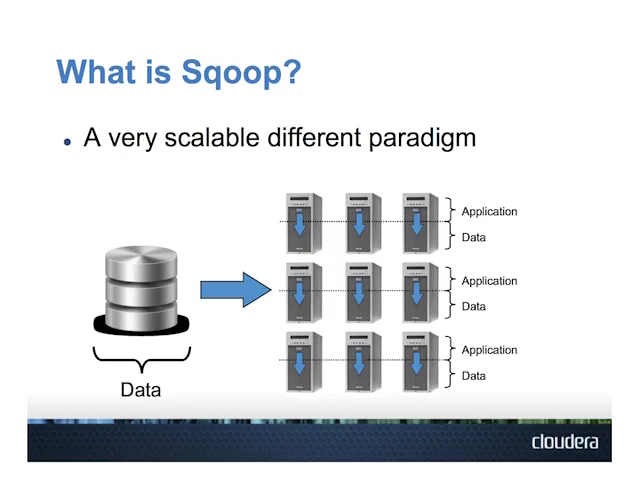 What is Sqoop?
• A very scalable different paradigm
Application
Data
Application
Data
Application
Data
Data
cloudera